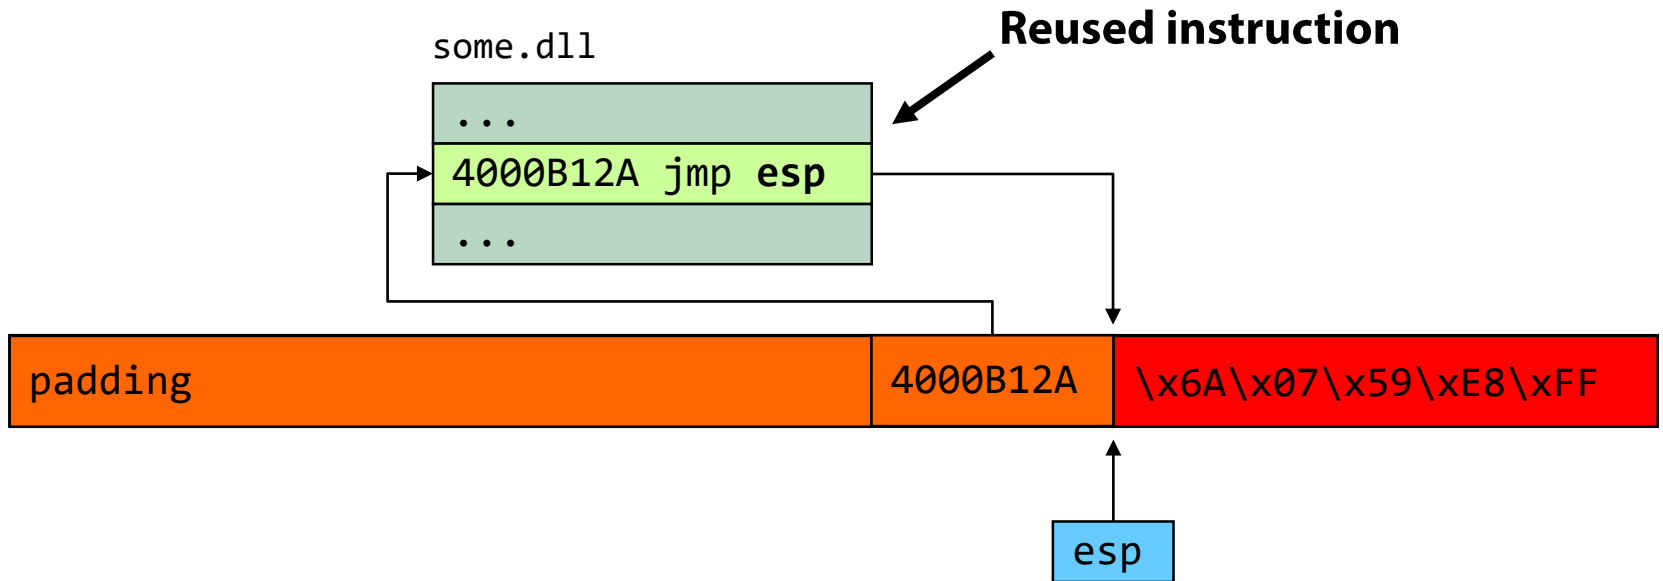 Reused instruction
some.dll
...
4000B12A jmp esp
...
padding
4000B12A
\x6A\x07\x59\xE8\xFF
esp